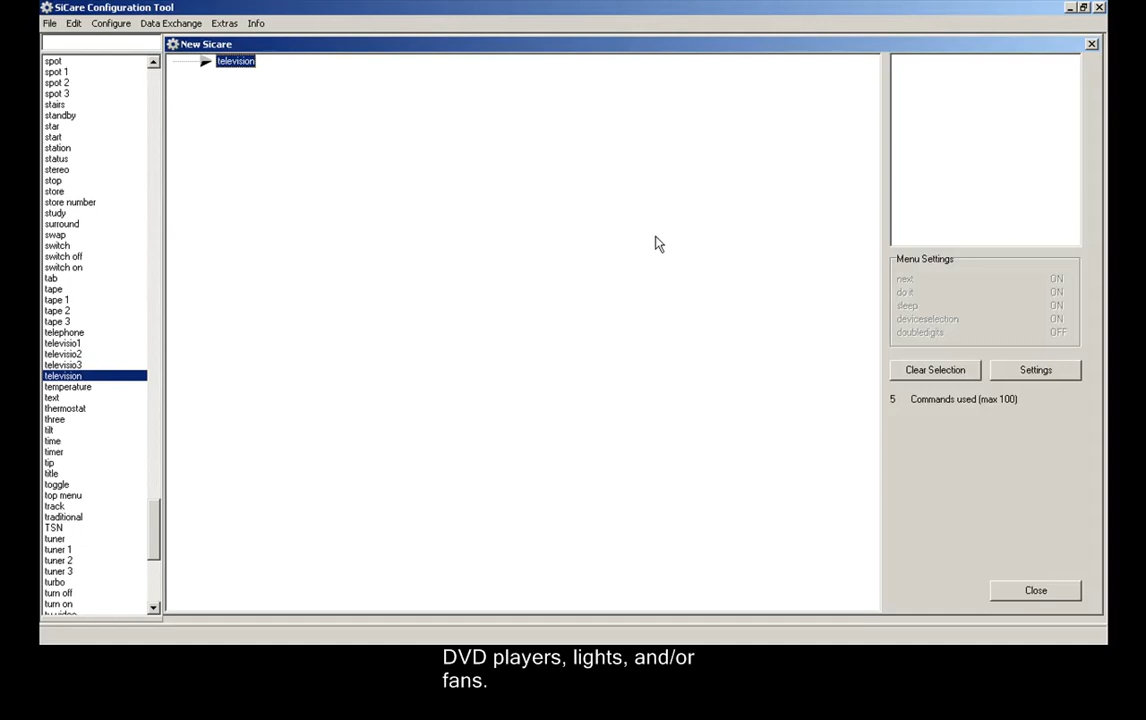 SiCare Configuration Tool
File Edit Configure Data Exchange Extras Info
New Sicare
television
spot
spot 1
spot 2
spot 3
stairs
standby
star
start
station
status
stereo
stop
store
store number
study
surround
swap
switch
switch off
switch on
tab
tape
tape 1
tape 2
tape 3
telephone
televisio1
televisio2
televisio3
television
temperature
text
thermostat
three
tilt
time
timer
tip
title
toggle
top menu
track
traditional
TSN
tuner
tuner 1
tuner 2
tuner 3
turbo
turn off
turn on
Menu Settings
next ON
do it ON
sleep ON
deviceselection ON
doubledigits OFF
Clear Selection Settings
5 Commands used (max 100)
Close
DVD players, lights, and/or
fans.